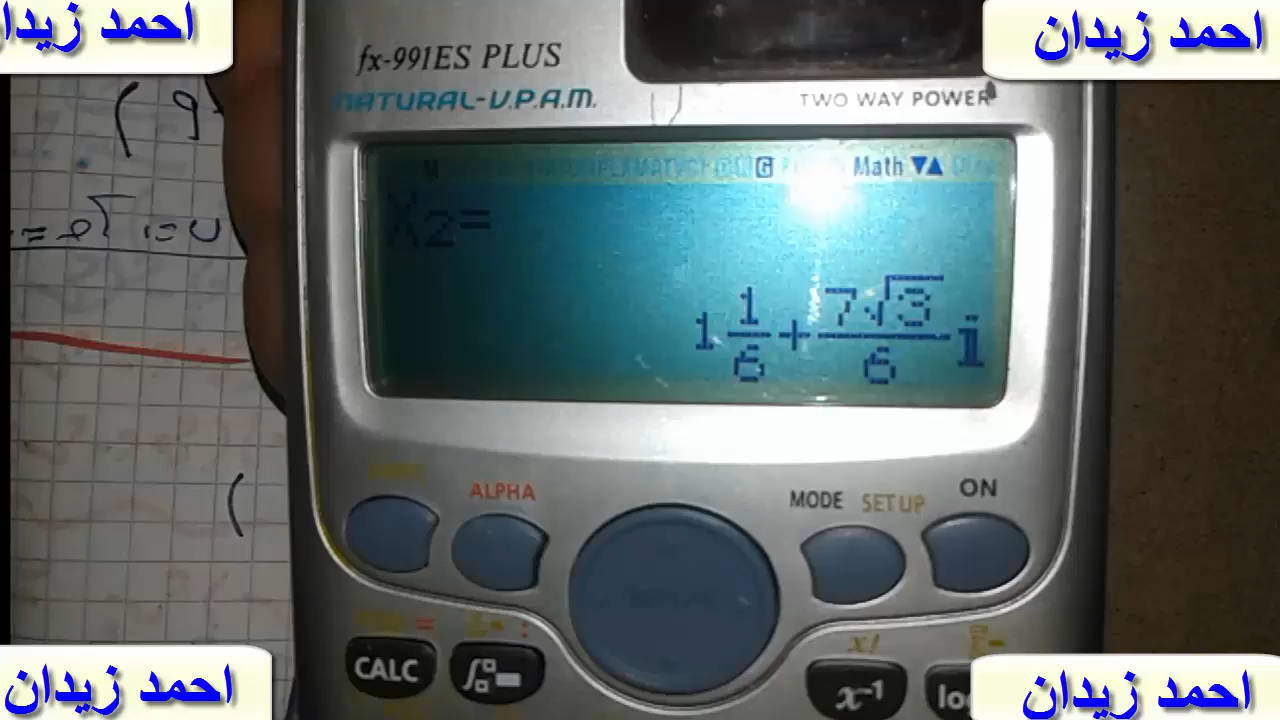 احمد زيدان
احمد زيدان
fx-991ES PLUS
NATURAL-V.P.A.M.
TWO WAY POWER
M G Math ▼▲
X₂=
1 1/6 + 7√3/6 i
ALPHA
MODE SETUP ON
CALC
x⁻¹
احمد زيدان
احمد زيدان